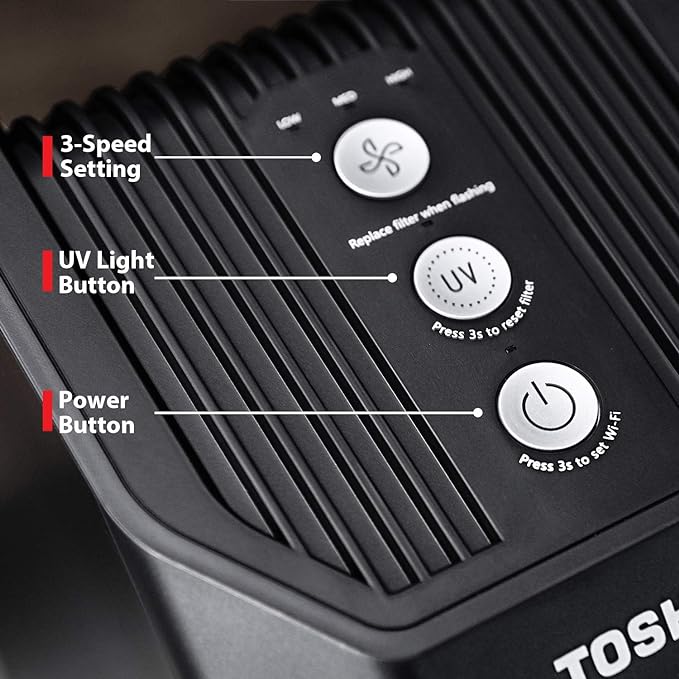 LOW MED HIGH
3-Speed
Setting
Replace filter when flashing
UV Light
Button
UV
Press 3s to reset filter
Power
Button
Press 3s to set Wi-Fi
TOSH